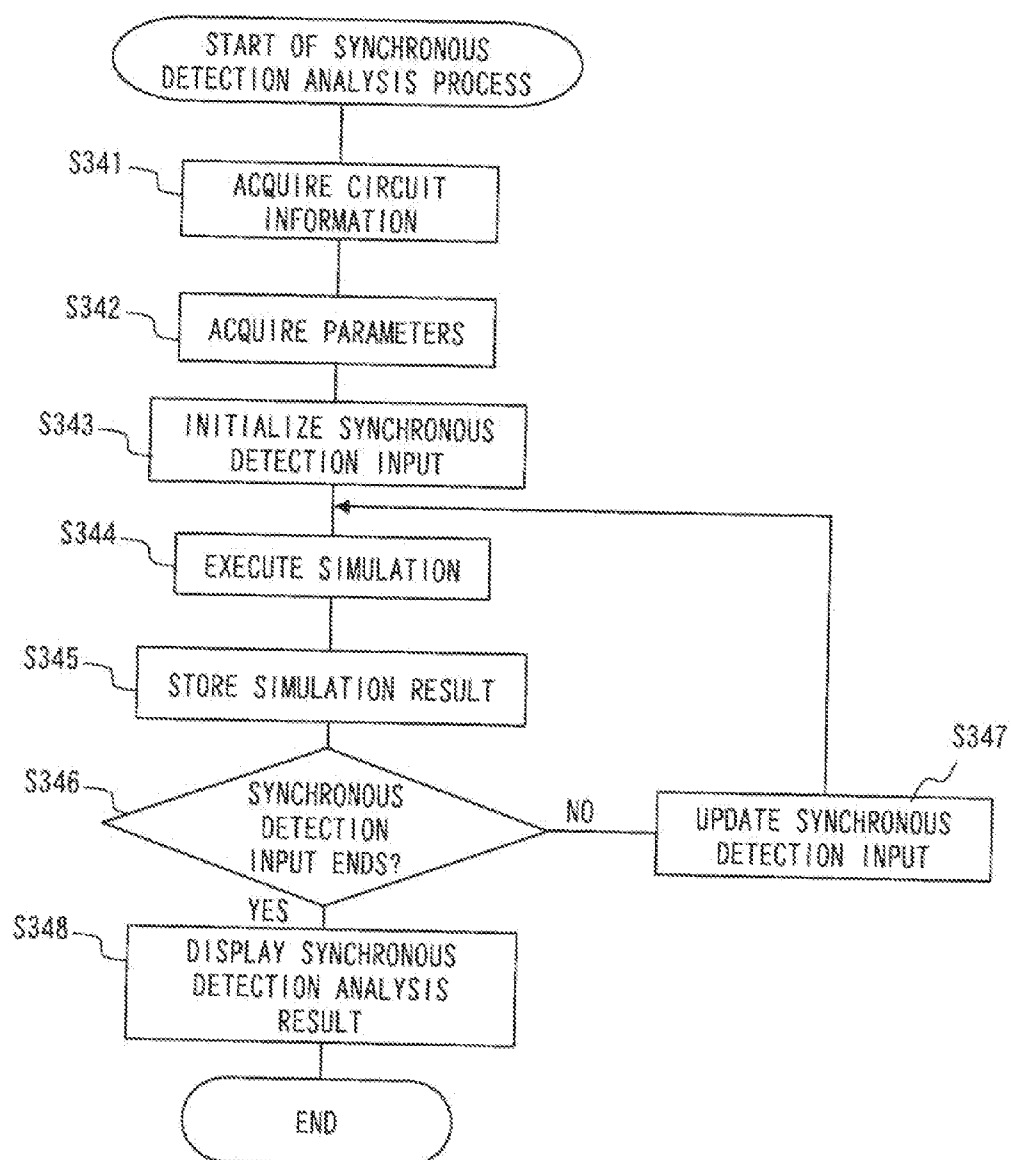 START OF SYNCHRONOUS
DETECTION ANALYSIS PROCESS
S341
ACQUIRE CIRCUIT
INFORMATION
S342
ACQUIRE PARAMETERS
S343
INITIALIZE SYNCHRONOUS
DETECTION INPUT
S344
EXECUTE SIMULATION
S345
STORE SIMULATION RESULT
S346
SYNCHRONOUS
DETECTION
INPUT ENDS?
NO
S347
UPDATE SYNCHRONOUS
DETECTION INPUT
YES
S348
DISPLAY SYNCHRONOUS
DETECTION ANALYSIS
RESULT
END